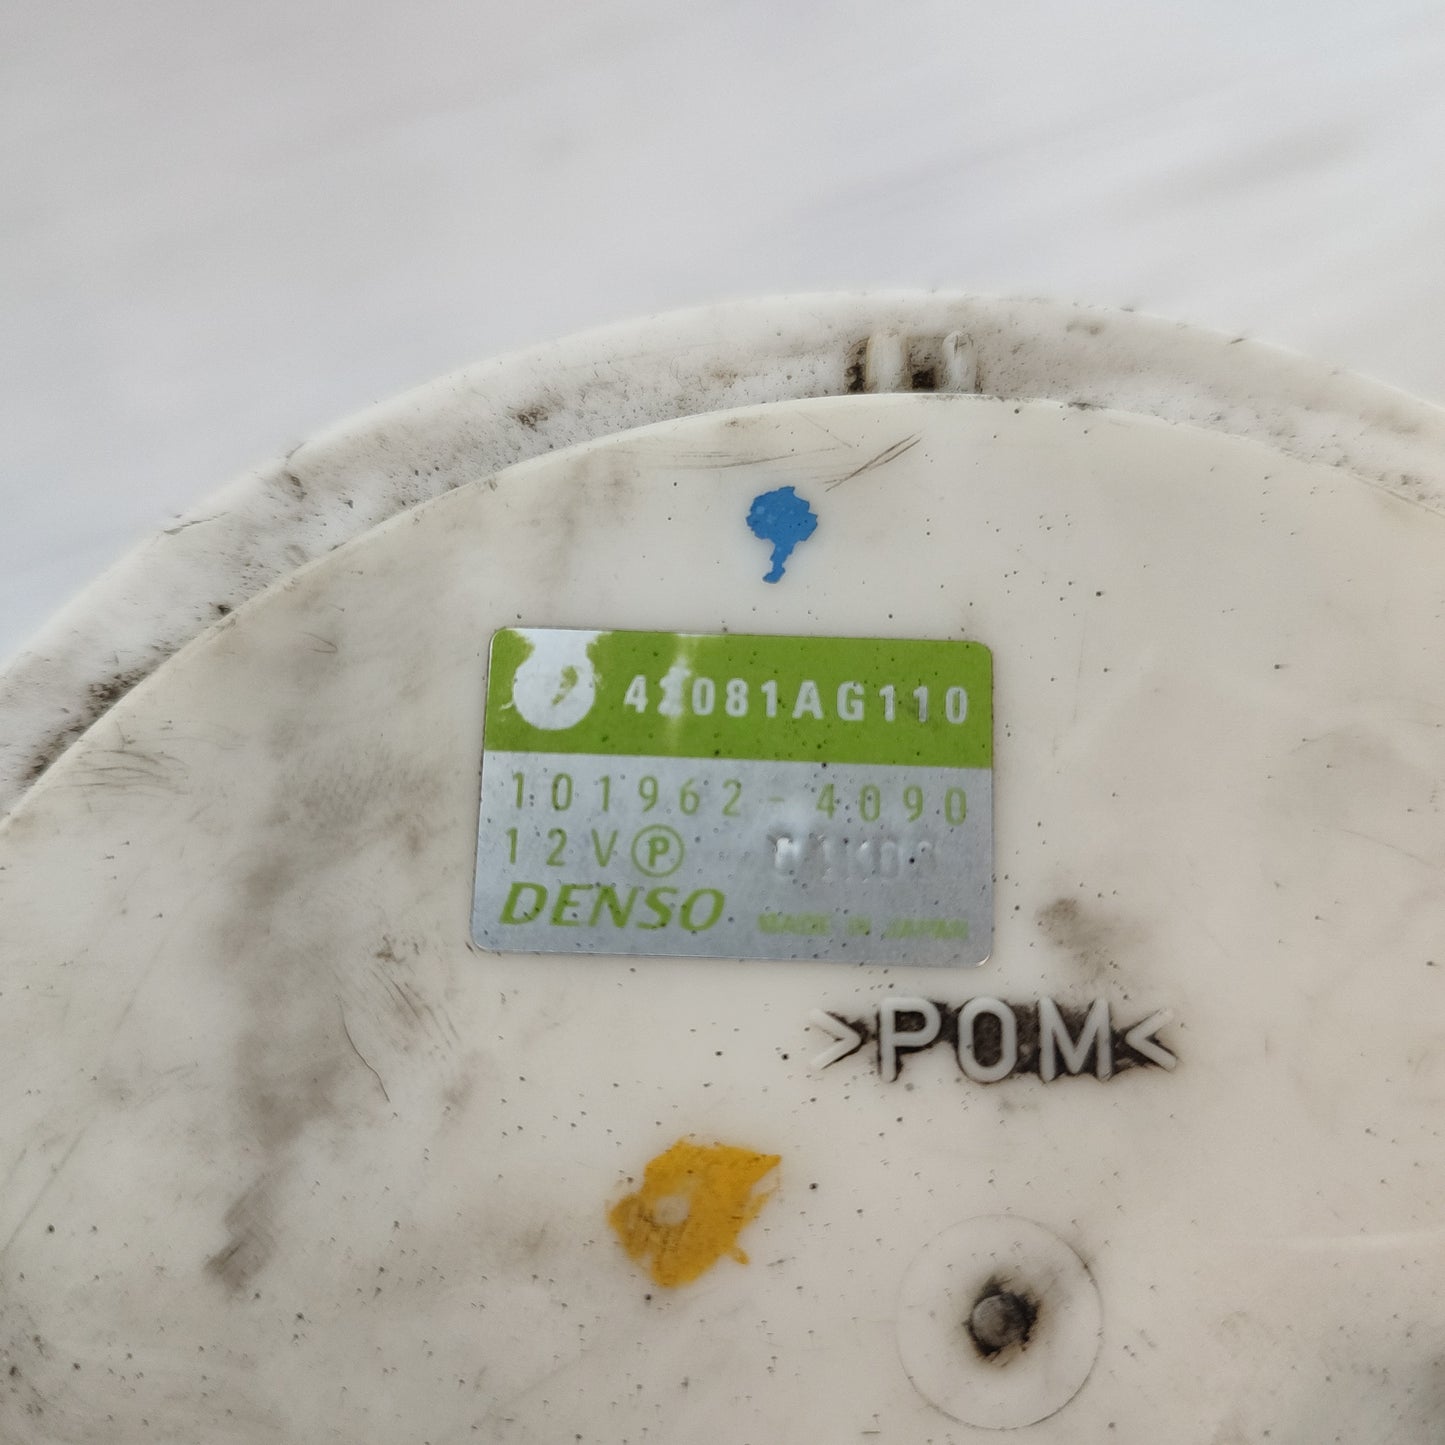 42081AG110
101962-4090
12V Ⓟ
DENSO MADE IN JAPAN
>POM<